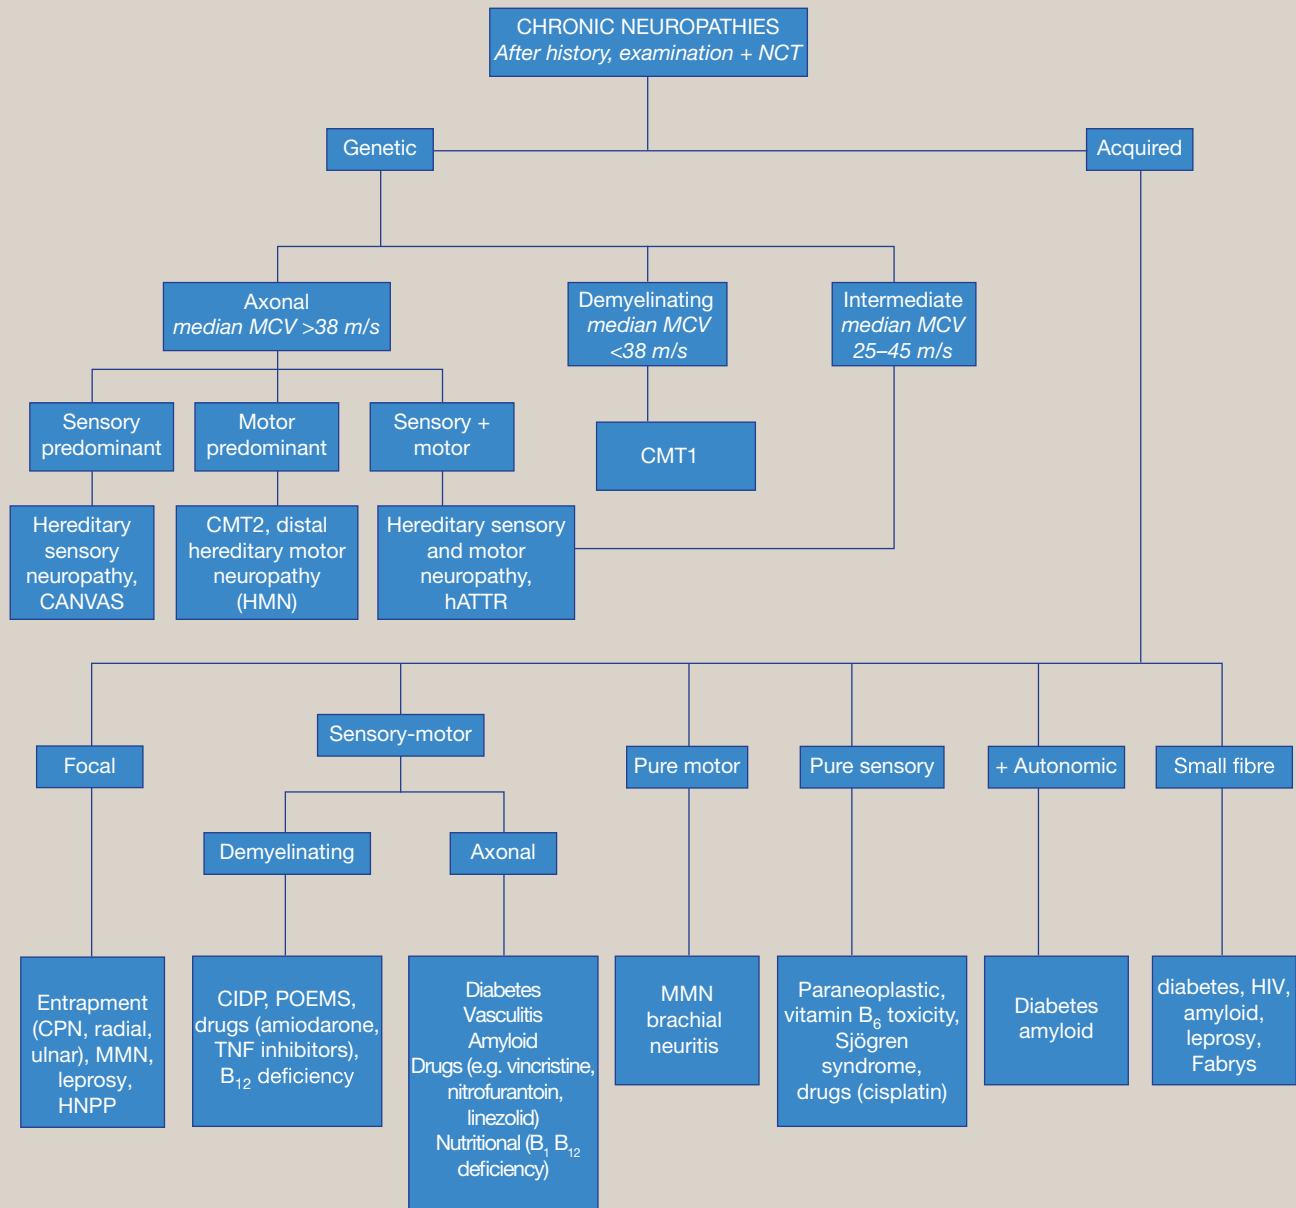 CHRONIC NEUROPATHIES
After history, examination + NCT
Genetic
Acquired
Axonal
median MCV >38 m/s
Demyelinating
median MCV
<38 m/s
Intermediate
median MCV
25–45 m/s
Sensory
predominant
Motor
predominant
Sensory +
motor
CMT1
Hereditary
sensory
neuropathy,
CANVAS
CMT2, distal
hereditary motor
neuropathy
(HMN)
Hereditary sensory
and motor
neuropathy,
hATTR
Sensory-motor
Focal
Pure motor
Pure sensory
+ Autonomic
Small fibre
Demyelinating
Axonal
Entrapment
(CPN, radial,
ulnar), MMN,
leprosy,
HNPP
CIDP, POEMS,
drugs (amiodarone,
TNF inhibitors),
B₁₂ deficiency
Diabetes
Vasculitis
Amyloid
Drugs (e.g. vincristine,
nitrofurantoin,
linezolid)
Nutritional (B₁ B₁₂
deficiency)
MMN
brachial
neuritis
Paraneoplastic,
vitamin B₆ toxicity,
Sjögren
syndrome,
drugs (cisplatin)
Diabetes
amyloid
diabetes, HIV,
amyloid,
leprosy,
Fabrys